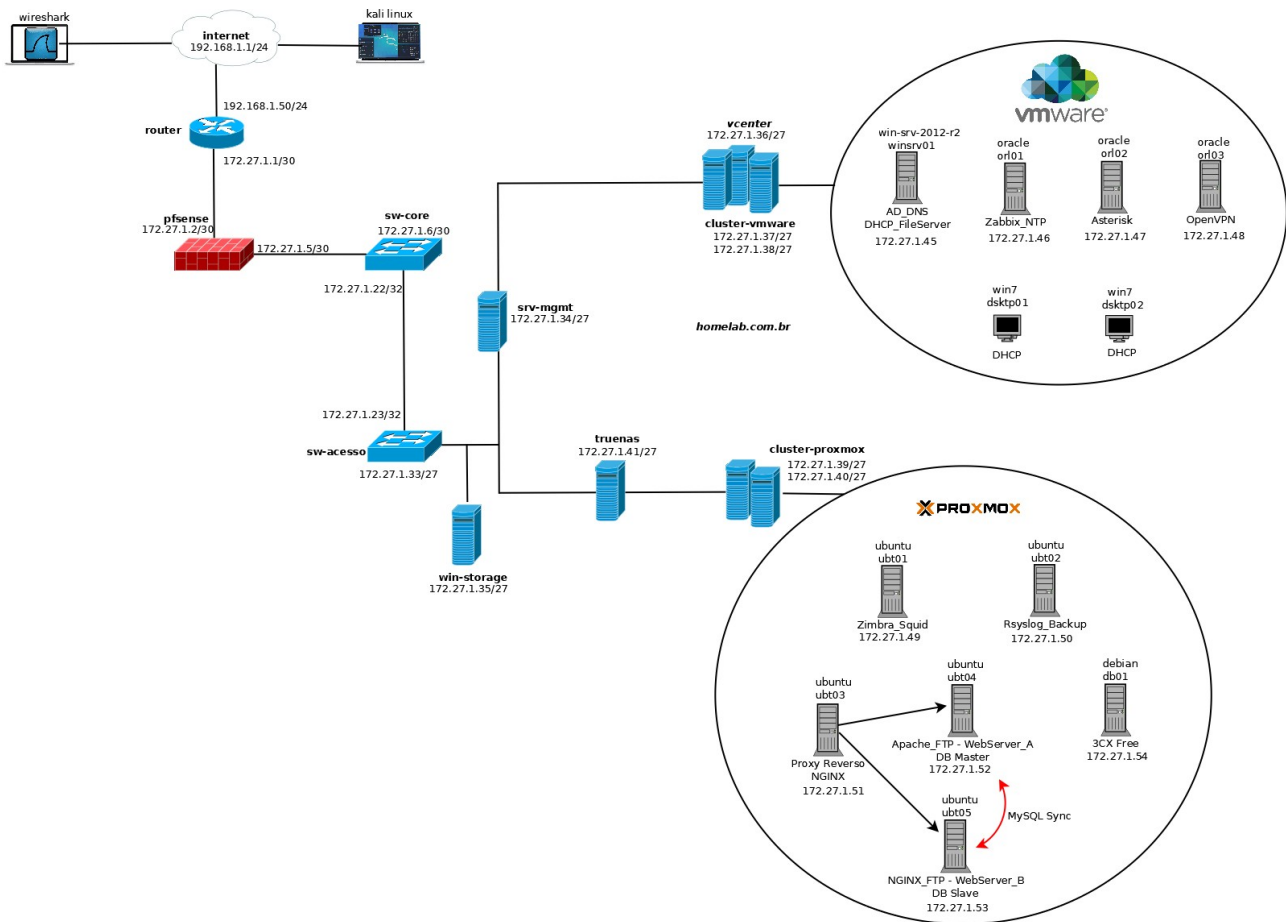 wireshark
internet
192.168.1.1/24
kali linux
192.168.1.50/24
router
172.27.1.1/30
pfsense
172.27.1.2/30
172.27.1.5/30
sw-core
172.27.1.6/30
172.27.1.22/32
172.27.1.23/32
sw-acesso
172.27.1.33/27
srv-mgmt
172.27.1.34/27
win-storage
172.27.1.35/27
vcenter
172.27.1.36/27
cluster-vmware
172.27.1.37/27
172.27.1.38/27
homelab.com.br
truenas
172.27.1.41/27
cluster-proxmox
172.27.1.39/27
172.27.1.40/27
vmware®
win-srv-2012-r2
winsrv01
AD_DNS
DHCP_FileServer
172.27.1.45
oracle
orl01
Zabbix_NTP
172.27.1.46
oracle
orl02
Asterisk
172.27.1.47
oracle
orl03
OpenVPN
172.27.1.48
win7
dsktp01
DHCP
win7
dsktp02
DHCP
PROXMOX
ubuntu
ubt01
Zimbra_Squid
172.27.1.49
ubuntu
ubt02
Rsyslog_Backup
172.27.1.50
ubuntu
ubt03
Proxy Reverso
NGINX
172.27.1.51
ubuntu
ubt04
Apache_FTP - WebServer_A
DB Master
172.27.1.52
debian
db01
3CX Free
172.27.1.54
MySQL Sync
ubuntu
ubt05
NGINX_FTP - WebServer_B
DB Slave
172.27.1.53